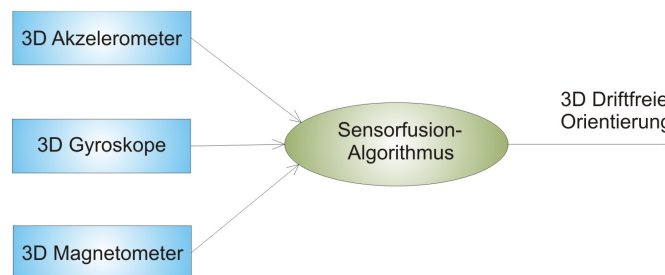 3D Akzelerometer
3D Gyroskope
3D Magnetometer
Sensorfusion-
Algorithmus
3D Driftfreie
Orientierung